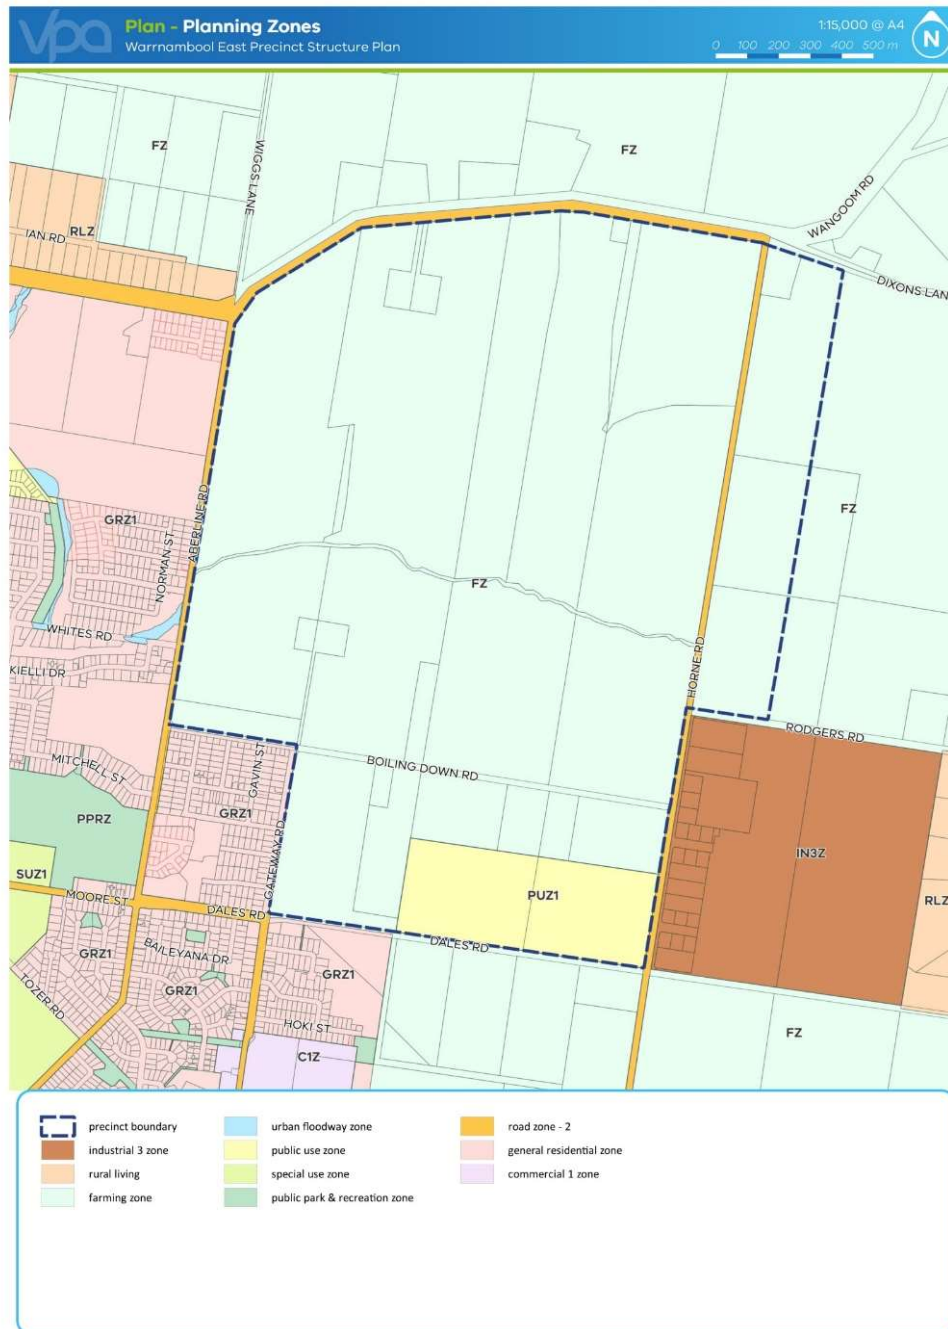 vpa
Plan - Planning Zones
Warrnambool East Precinct Structure Plan
1:15,000 @ A4
0 100 200 300 400 500 m
N
FZ
WIGGS LANE
FZ
WANGOOM RD
RLZ
IAN RD
DIXONS LAN
FZ
ABERLINE RD
GRZ1
NORMAN ST
FZ
WHITES RD
KIELLI DR
HORNE RD
RODGERS RD
GAVIN ST
MITCHELL ST
BOILING DOWN RD
PPRZ
GRZ1
IN3Z
SUZ1
GATEWAY RD
PUZ1
RLZ
MOORE ST
DALES RD
DALES RD
GRZ1
BAILEYANA DR
GRZ1
TOZER RD
GRZ1
HOKI ST
FZ
C1Z
precinct boundary
industrial 3 zone
rural living
farming zone
urban floodway zone
public use zone
special use zone
public park & recreation zone
road zone - 2
general residential zone
commercial 1 zone